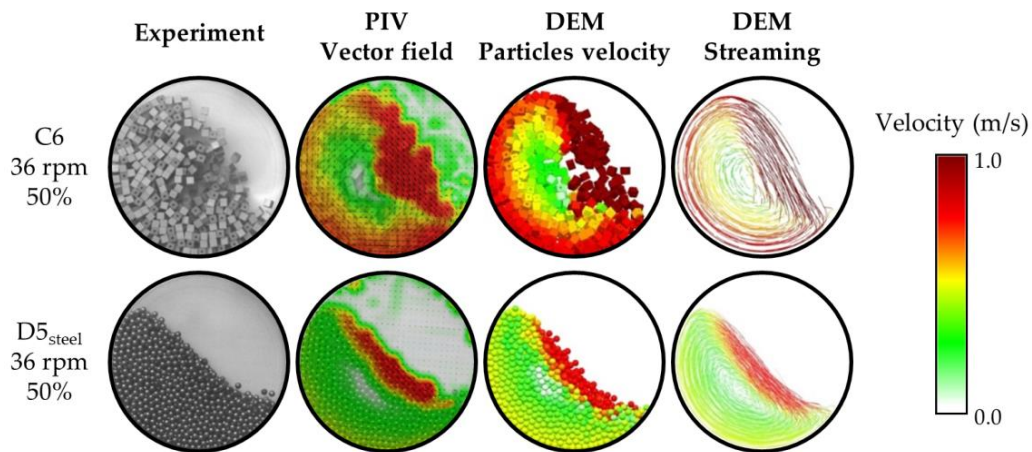 Experiment
PIV
Vector field
DEM
Particles velocity
DEM
Streaming
C6
36 rpm
50%
Velocity (m/s)
1.0
0.0
D5steel
36 rpm
50%